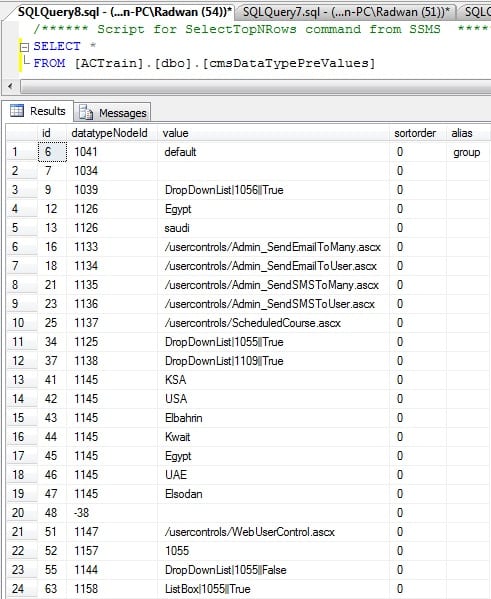 SQLQuery8.sql - (...n-PC\Radwan (54))* SQLQuery7.sql - (...n-PC\Radwan (51))* SQLQ
/****** Script for SelectTopNRows command from SSMS ****
SELECT *
FROM [ACTrain].[dbo].[cmsDataTypePreValues]
Results Messages
id datatypeNodeId value sortorder alias
1 6 1041 default 0 group
2 7 1034 0
3 9 1039 DropDownList|1056||True 0
4 12 1126 Egypt 0
5 13 1126 saudi 0
6 16 1133 /usercontrols/Admin_SendEmailToMany.ascx 0
7 18 1134 /usercontrols/Admin_SendEmailToUser.ascx 0
8 21 1135 /usercontrols/Admin_SendSMSToMany.ascx 0
9 23 1136 /usercontrols/Admin_SendSMSToUser.ascx 0
10 25 1137 /usercontrols/ScheduledCourse.ascx 0
11 34 1125 DropDownList|1055||True 0
12 37 1138 DropDownList|1109||True 0
13 41 1145 KSA 0
14 42 1145 USA 0
15 43 1145 Elbahrin 0
16 44 1145 Kwait 0
17 45 1145 Egypt 0
18 46 1145 UAE 0
19 47 1145 Elsodan 0
20 48 -38 0
21 51 1147 /usercontrols/WebUserControl.ascx 0
22 52 1157 1055 0
23 55 1144 DropDownList|1055||False 0
24 63 1158 ListBox|1055||True 0